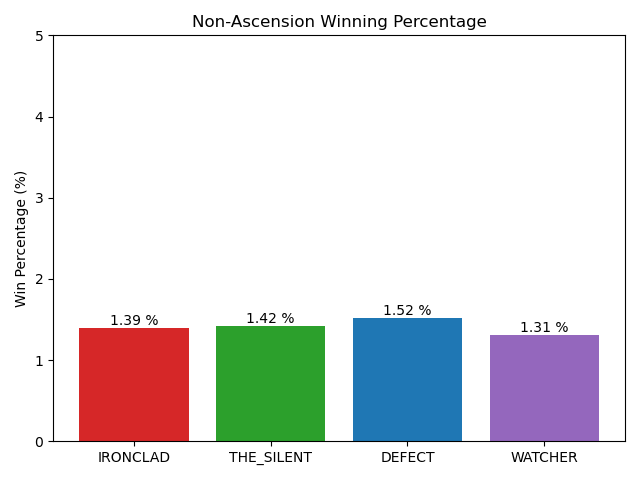 Non-Ascension Winning Percentage
5
4
3
2
1
0
Win Percentage (%)
1.39 %
1.42 %
1.52 %
1.31 %
IRONCLAD
THE_SILENT
DEFECT
WATCHER